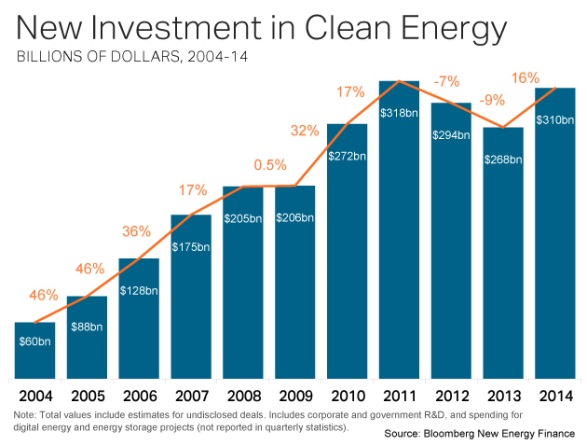 New Investment in Clean Energy
BILLIONS OF DOLLARS, 2004-14
46%
46%
36%
17%
0.5%
32%
17%
-7%
-9%
16%
$60bn
$88bn
$128bn
$175bn
$205bn
$206bn
$272bn
$318bn
$294bn
$268bn
$310bn
2004 2005 2006 2007 2008 2009 2010 2011 2012 2013 2014
Note: Total values include estimates for undisclosed deals. Includes corporate and government R&D, and spending for
digital energy and energy storage projects (not reported in quarterly statistics).
Source: Bloomberg New Energy Finance